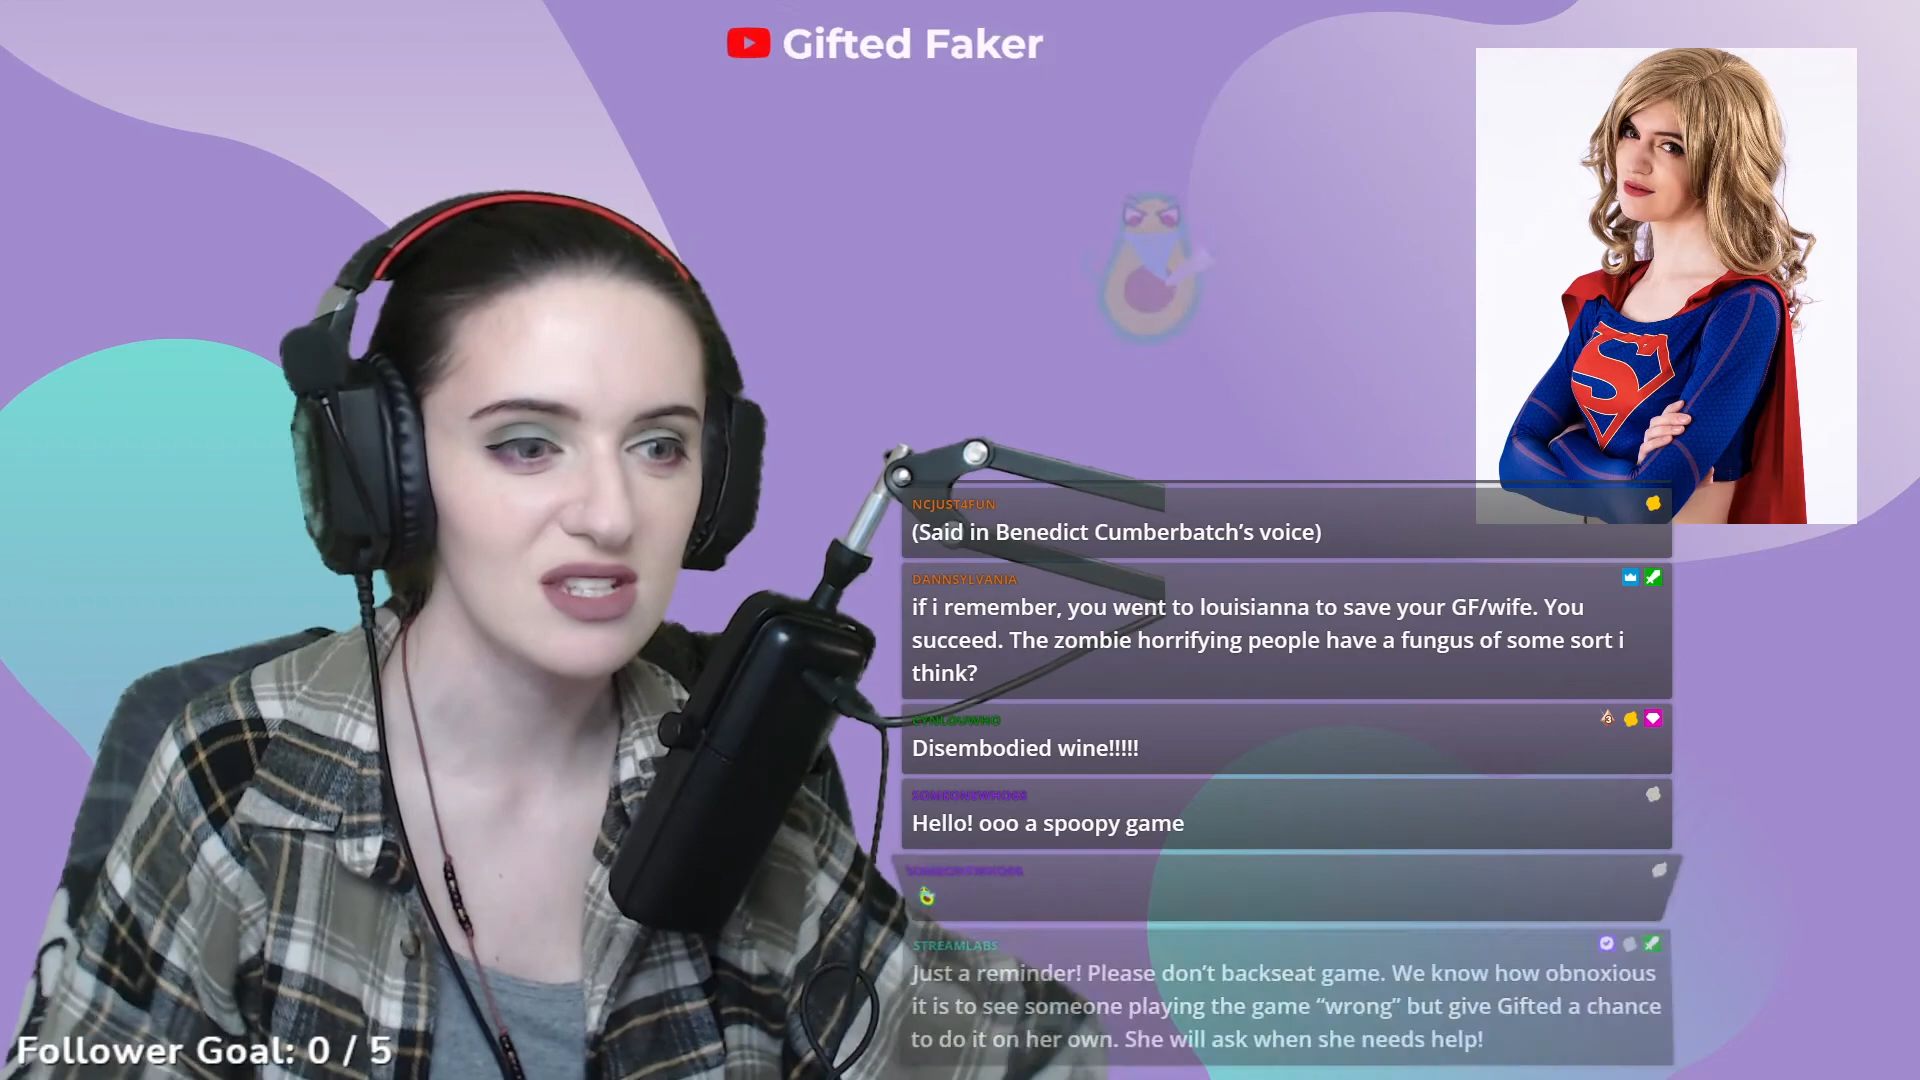 Gifted Faker
NCJUST4FUN
(Said in Benedict Cumberbatch’s voice)
DANNSYLVANIA
if i remember, you went to louisianna to save your GF/wife. You
succeed. The zombie horrifying people have a fungus of some sort i
think?
CYNLOUWHO
Disembodied wine!!!!!
Hello! ooo a spoopy game
STREAMLABS
Just a reminder! Please don’t backseat game. We know how obnoxious
it is to see someone playing the game “wrong” but give Gifted a chance
to do it on her own. She will ask when she needs help!
Follower Goal: 0 / 5